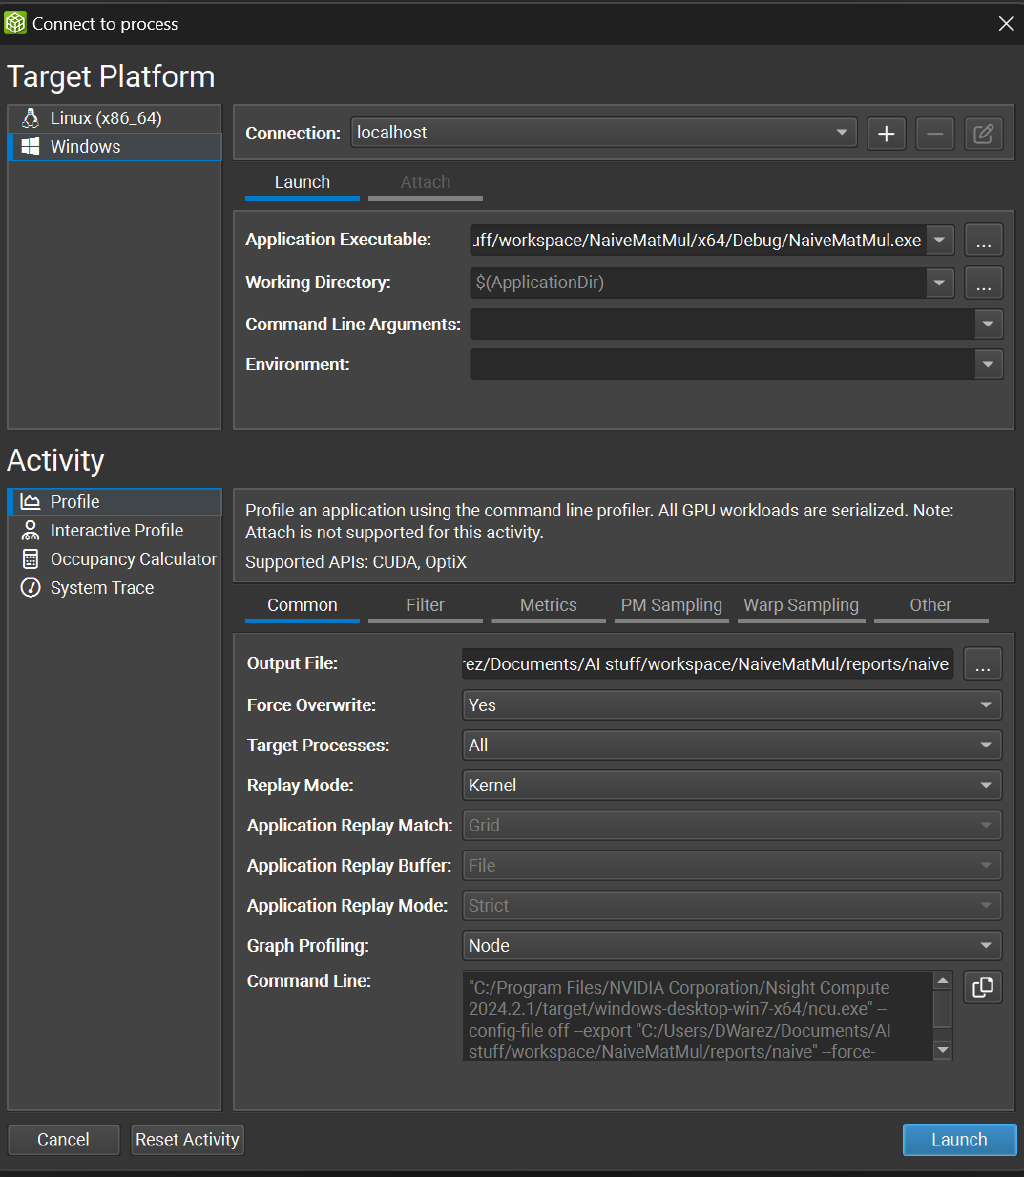 Connect to process
Target Platform
Linux (x86_64)
Windows
Connection: localhost
Launch Attach
Application Executable: uff/workspace/NaiveMatMul/x64/Debug/NaiveMatMul.exe ...
Working Directory: $(ApplicationDir) ...
Command Line Arguments:
Environment:
Activity
Profile
Interactive Profile
Occupancy Calculator
System Trace
Profile an application using the command line profiler. All GPU workloads are serialized. Note:
Attach is not supported for this activity.
Supported APIs: CUDA, OptiX
Common Filter Metrics PM Sampling Warp Sampling Other
Output File: rez/Documents/AI stuff/workspace/NaiveMatMul/reports/naive ...
Force Overwrite: Yes
Target Processes: All
Replay Mode: Kernel
Application Replay Match: Grid
Application Replay Buffer: File
Application Replay Mode: Strict
Graph Profiling: Node
Command Line: "C:/Program Files/NVIDIA Corporation/Nsight Compute
2024.2.1/target/windows-desktop-win7-x64/ncu.exe" --
config-file off --export "C:/Users/DWarez/Documents/AI
stuff/workspace/NaiveMatMul/reports/naive" --force-
Cancel Reset Activity Launch